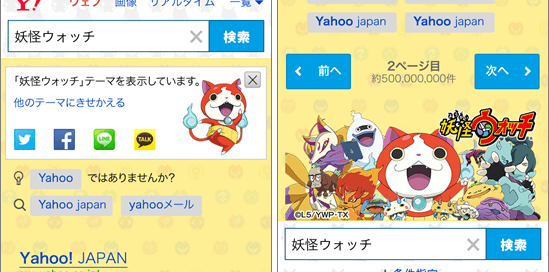 Y!
ウェブ 画像 リアルタイム 一覧
妖怪ウォッチ 検索
「妖怪ウォッチ」テーマを表示しています。
他のテーマにきせかえる
LINE
TALK
Yahoo ではありませんか?
Yahoo japan yahooメール
Yahoo! JAPAN
Yahoo japan Yahoo japan
前へ
2ページ目
約500,000,000件
次へ
妖怪ウォッチ
©L5/YWP・TX
妖怪ウォッチ 検索
条件指定